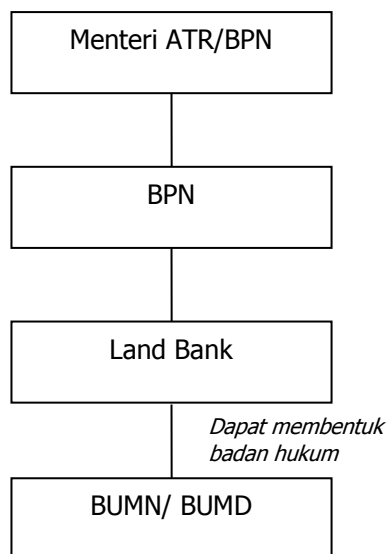 Menteri ATR/BPN
BPN
Land Bank
Dapat membentuk
badan hukum
BUMN/ BUMD